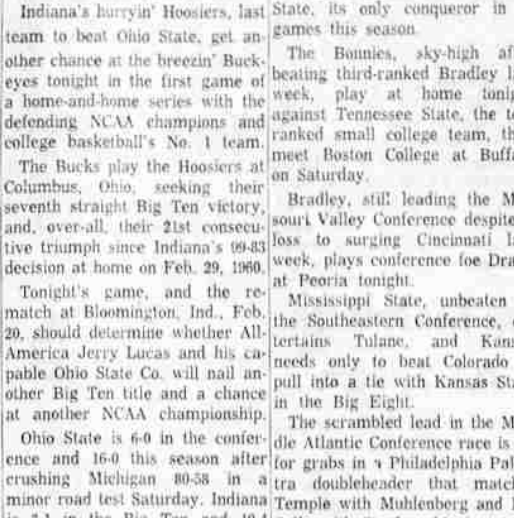 Indiana's hurryin' Hoosiers, last
team to beat Ohio State, get an-
other chance at the breezin' Buck-
eyes tonight in the first game of
a home-and-home series with the
defending NCAA champions and
college basketball's No. 1 team.
The Bucks play the Hoosiers at
Columbus, Ohio, seeking their
seventh straight Big Ten victory,
and, over-all, their 21st consecu-
tive triumph since Indiana's 99-83
decision at home on Feb. 29, 1960.
Tonight's game, and the re-
match at Bloomington, Ind., Feb.
20, should determine whether All-
America Jerry Lucas and his ca-
pable Ohio State Co. will nail an-
other Big Ten title and a chance
at another NCAA championship.
Ohio State is 6-0 in the confer-
ence and 16-0 this season after
crushing Michigan 80-58 in a
minor road test Saturday. Indiana
in the Big Ten and
State, its only conqueror in
games this season.
The Bonnies, sky-high af
beating third-ranked Bradley l
week, play at home tonig
against Tennessee State, the t
ranked small college team, th
meet Boston College at Buff
on Saturday.
Bradley, still leading the M
souri Valley Conference despite
loss to surging Cincinnati l
week, plays conference foe Dra
at Peoria tonight.
Mississippi State, unbeaten
the Southeastern Conference,
tertains Tulane, and Kans
needs only to beat Colorado
pull into a tie with Kansas Sta
in the Big Eight.
The scrambled lead in the M
dle Atlantic Conference race is
for grabs in a Philadelphia Pal
tra doubleheader that match
Temple with Muhlenberg and